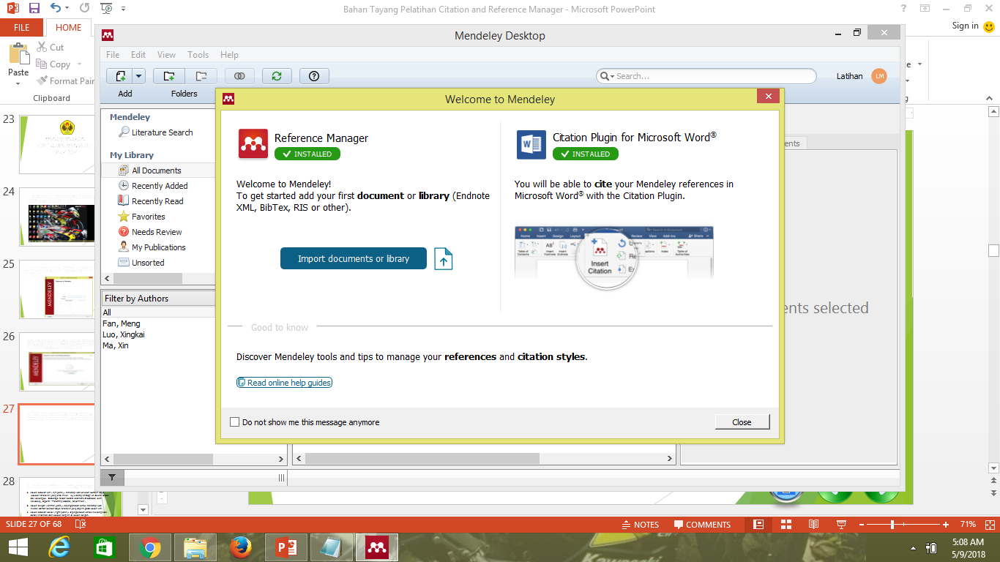 Bahan Tayang Pelatihan Citation and Reference Manager - Microsoft PowerPoint
FILE
HOME
Sign in
Paste
Cut
Copy
Format Pain
Clipboard
Mendeley Desktop
File Edit View Tools Help
Search...
Latihan
LM
Add
Folders
Mendeley
Literature Search
My Library
All Documents
Recently Added
Recently Read
Favorites
Needs Review
My Publications
Unsorted
Filter by Authors
All
Fan, Meng
Luo, Xingkai
Ma, Xin
Welcome to Mendeley
Reference Manager
INSTALLED
Welcome to Mendeley!
To get started add your first document or library (Endnote
XML, BibTex, RIS or other).
Import documents or library
Citation Plugin for Microsoft Word®
INSTALLED
You will be able to cite your Mendeley references in
Microsoft Word® with the Citation Plugin.
Insert
Citation
Good to know
Discover Mendeley tools and tips to manage your references and citation styles.
Read online help guides
Do not show me this message anymore
Close
ents
ents selected
23
24
25
MENDELEY
26
27
28
SLIDE 27 OF 68
NOTES
COMMENTS
71%
5:08 AM
5/9/2018